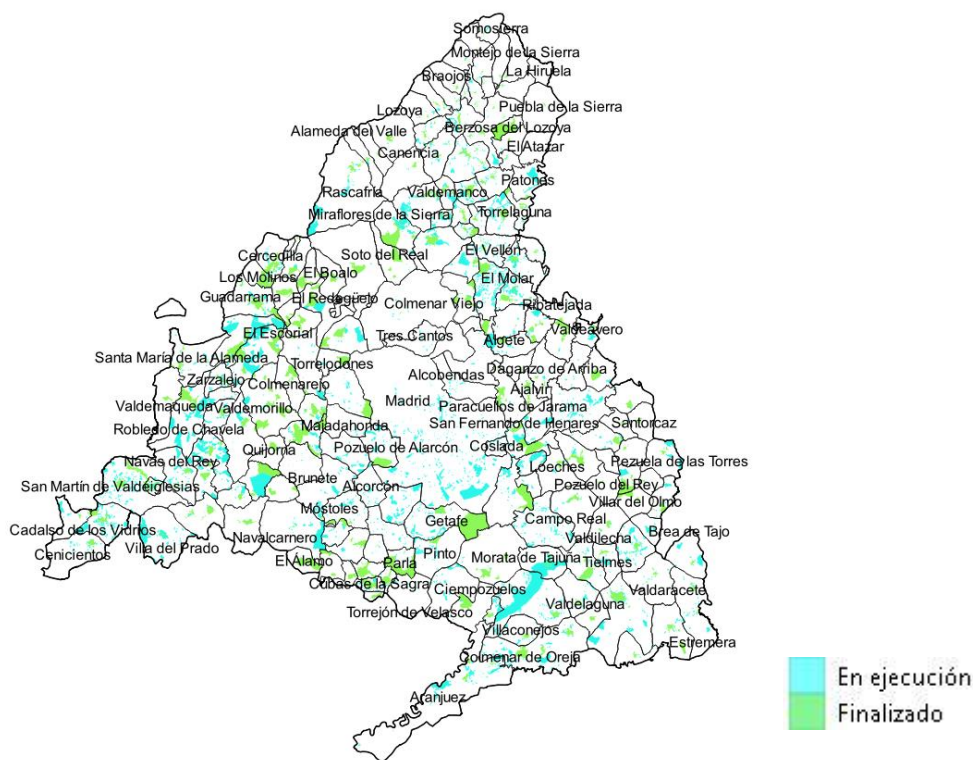 Somosierra
Montejo de la Sierra
La Hiruela
Braojos
Puebla de la Sierra
Lozoya
Berzosa del Lozoya
Alameda del Valle
El Atazar
Canencia
Patones
Rascafría
Valdemanco
Torrelaguna
Miraflores de la Sierra
El Vellón
Soto del Real
Cercedilla
El Boalo
Los Molinos
El Molar
Guadarrama
Colmenar Viejo
Ribatejada
Valdeavero
El Escorial
Tres Cantos
Algete
Santa María de la Alameda
Torrelodones
Daganzo de Arriba
Zarzalejo
Colmenarejo
Alcobendas
Ajalvir
Madrid
Valdemaqueda
Valdemorillo
Paracuellos de Jarama
Robledo de Chavela
Majadahonda
San Fernando de Henares
Santorcaz
Quijorna
Pozuelo de Alarcón
Coslada
Navas del Rey
Loeches
Pezuela de las Torres
San Martín de Valdeiglesias
Brunete
Alcorcón
Pozuelo del Rey
Villar del Olmo
Móstoles
Getafe
Campo Real
Cadalso de los Vidrios
Navalcarnero
Valdilecha
Brea de Tajo
Cenicientos
Villa del Prado
Pinto
Morata de Tajuña
El Álamo
Parla
Tielmes
Cubas de la Sagra
Ciempozuelos
Valdaracete
Torrejón de Velasco
Valdelaguna
Villaconejos
Estremera
Colmenar de Oreja
Aranjuez
En ejecución
Finalizado